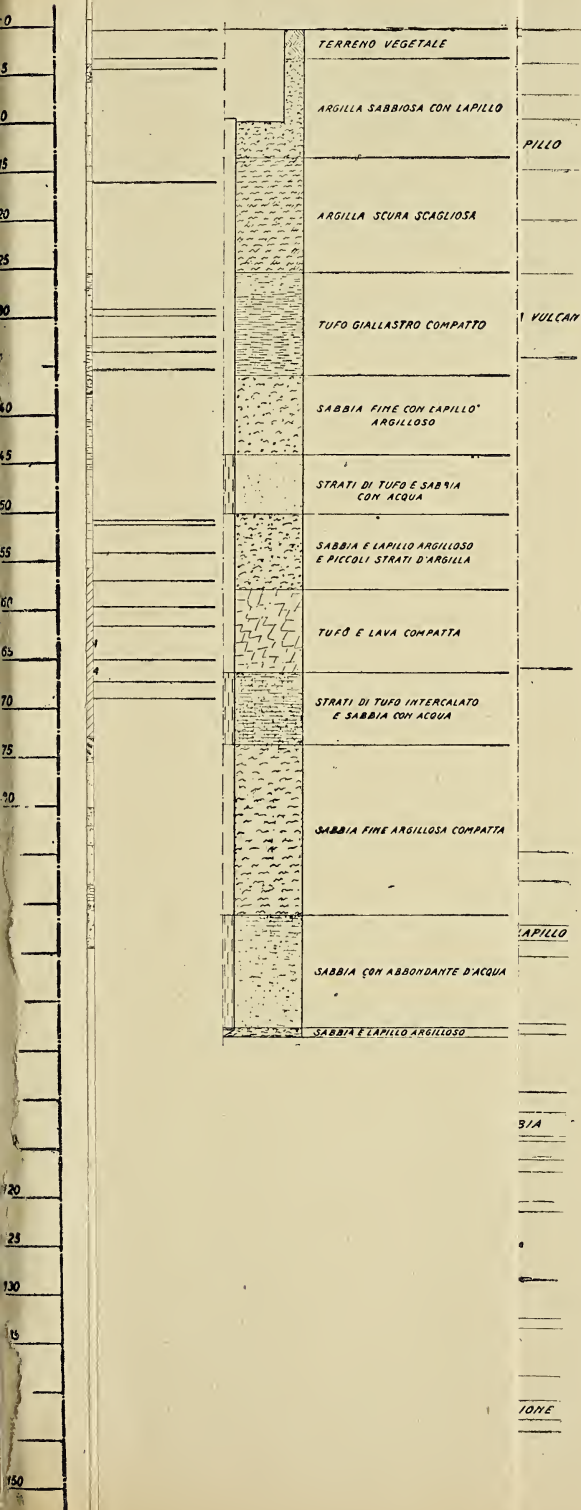 0
5
0
15
20
25
30
40
45
50
55
60
65
70
75
120
25
130
35
150
TERRENO VEGETALE
ARGILLA SABBIOSA CON LAPILLO
ARGILLA SCURA SCAGLIOSA
TUFO GIALLASTRO COMPATTO
SABBIA FINE CON LAPILLO
ARGILLOSO
STRATI DI TUFO E SABBIA
CON ACQUA
SABBIA E LAPILLO ARGILLOSO
E PICCOLI STRATI D'ARGILLA
TUFO E LAVA COMPATTA
STRATI DI TUFO INTERCALATO
E SABBIA CON ACQUA
SABBIA FINE ARGILLOSA COMPATTA
SABBIA CON ABBONDANTE D'ACQUA
SABBIA E LAPILLO ARGILLOSO
PILLO
VULCAN
APILLO
BIA
IONE